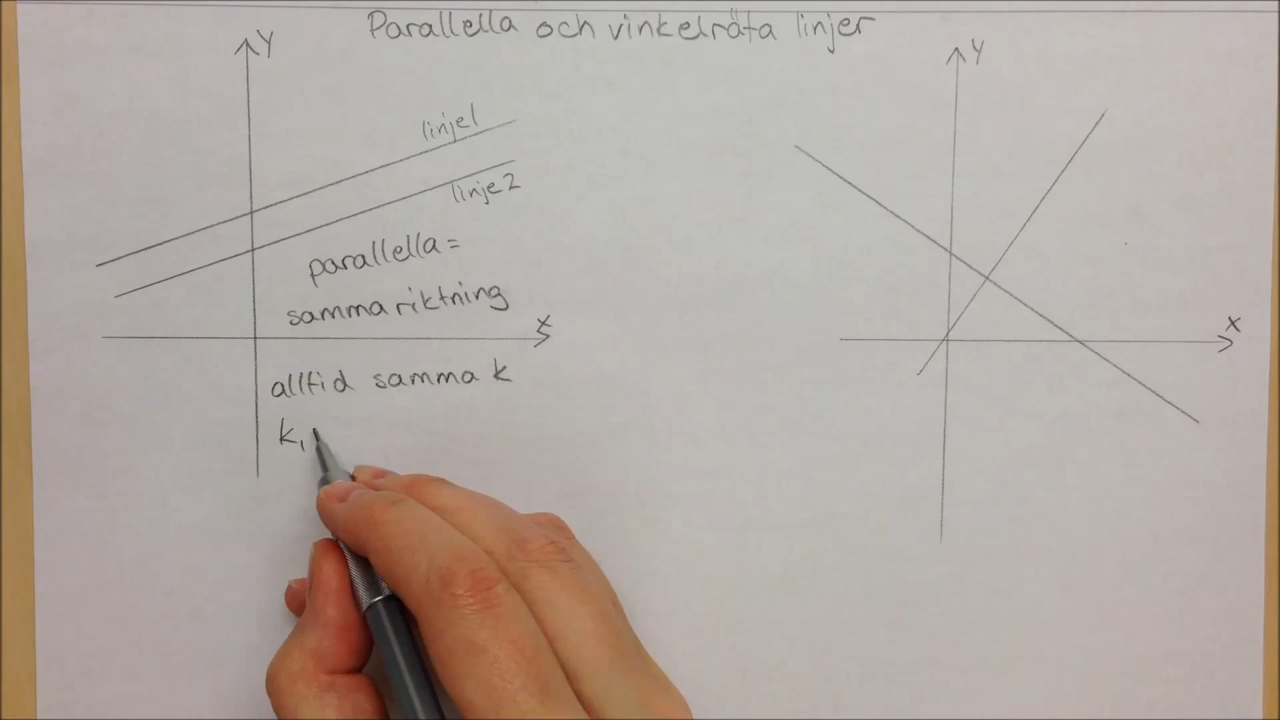 Parallella och vinkelräta linjer
Y
linje1
linje2
parallella =
samma riktning
x
alltid samma k
k₁
Y
x